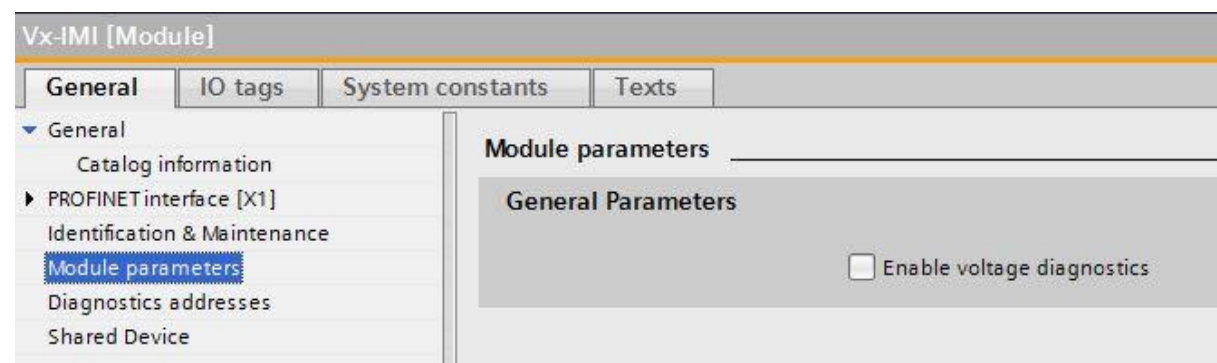 Vx-IMI [Module]
General IO tags System constants Texts
General
Catalog information
PROFINET interface [X1]
Identification & Maintenance
Module parameters
Diagnostics addresses
Shared Device
Module parameters
General Parameters
Enable voltage diagnostics